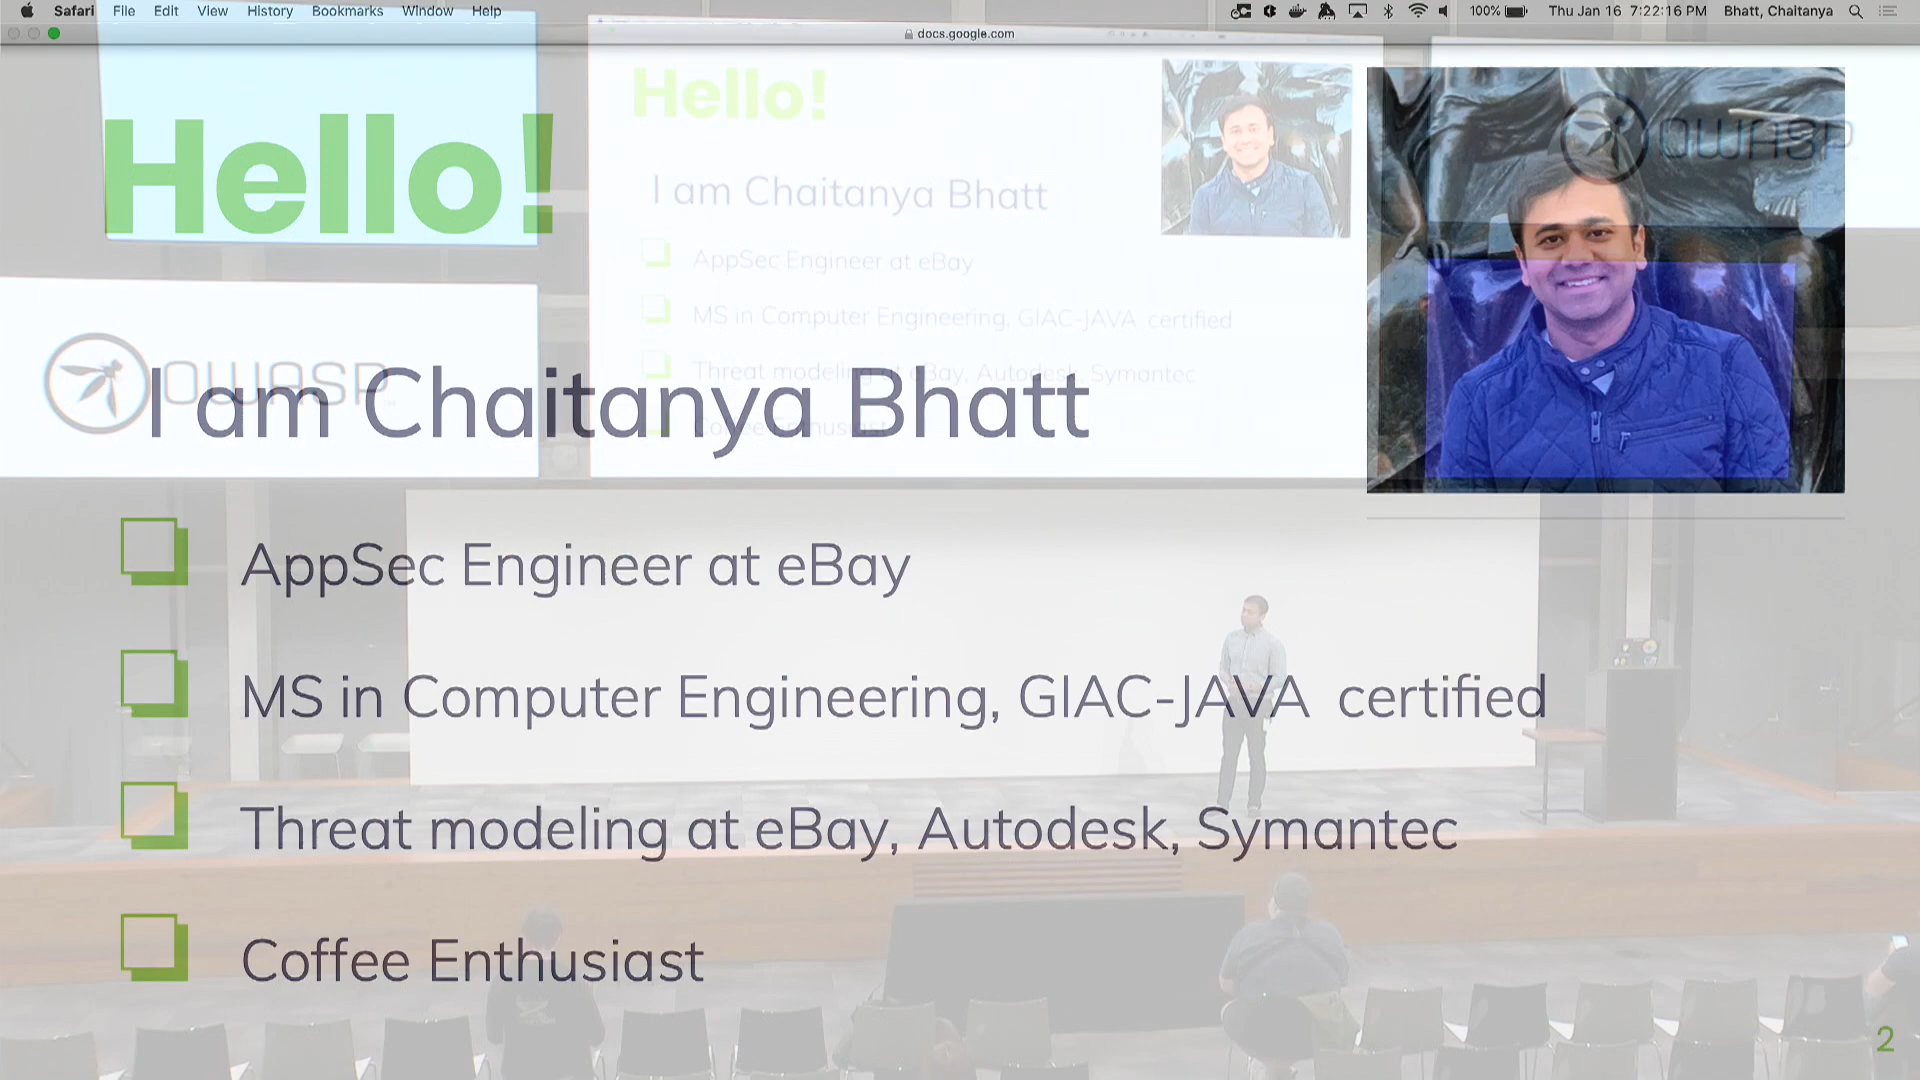 Safari File Edit View History Bookmarks Window Help 100% Thu Jan 16 7:22:16 PM Bhatt, Chaitanya
docs.google.com
Hello!
I am Chaitanya Bhatt
AppSec Engineer at eBay
MS in Computer Engineering, GIAC-JAVA certified
Threat modeling at eBay, Autodesk, Symantec
Coffee Enthusiast
2
Hello!
I am Chaitanya Bhatt
AppSec Engineer at eBay
MS in Computer Engineering, GIAC-JAVA certified
Threat modeling at eBay, Autodesk, Symantec
Coffee Enthusiast
OWASP
OWASP